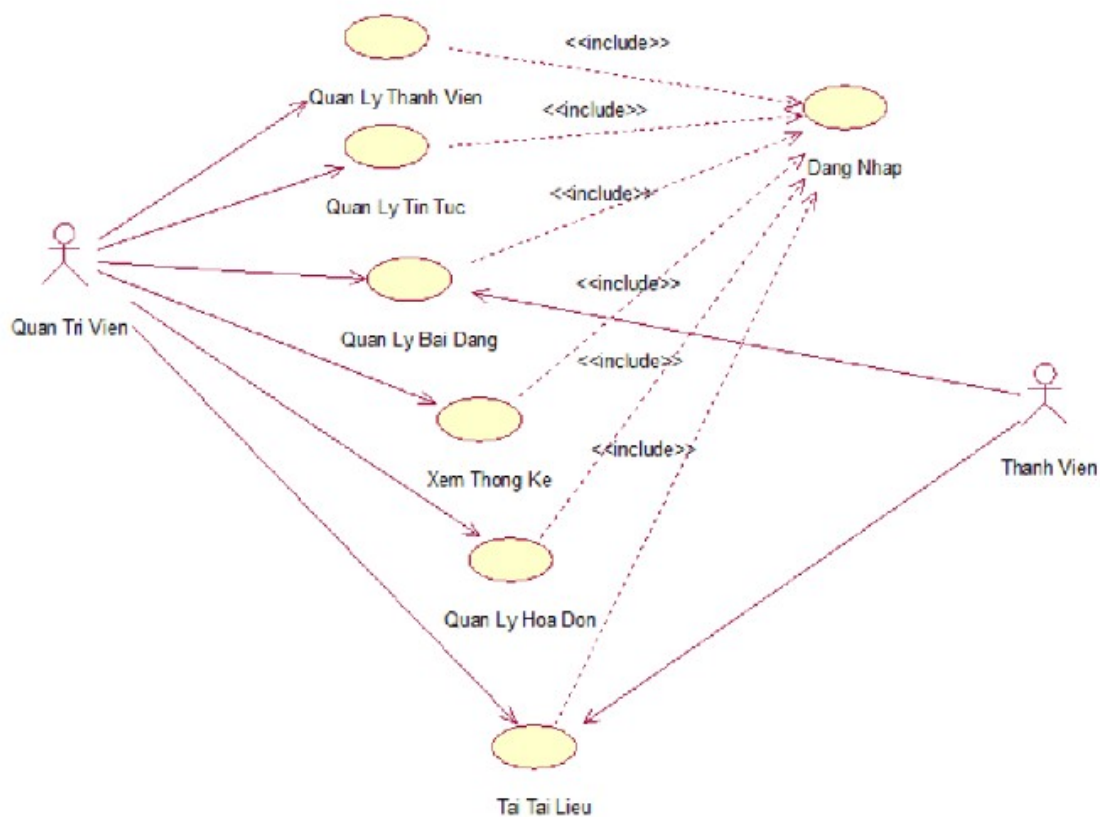 <<include>>
Quan Ly Thanh Vien
<<include>>
Dang Nhap
Quan Ly Tin Tuc
<<include>>
<<include>>
Quan Tri Vien
Quan Ly Bai Dang
<<include>>
<<include>>
Xem Thong Ke
Thanh Vien
Quan Ly Hoa Don
Tai Tai Lieu